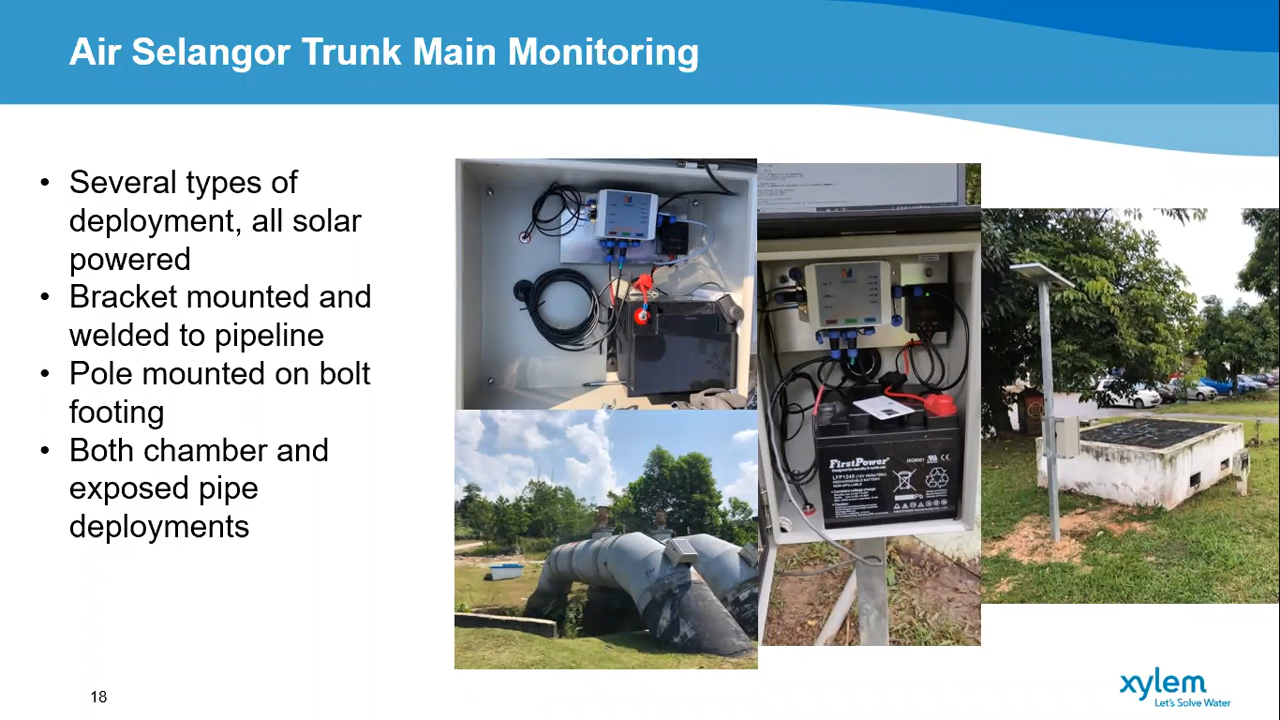 Air Selangor Trunk Main Monitoring
• Several types of
deployment, all solar
powered
• Bracket mounted and
welded to pipeline
• Pole mounted on bolt
footing
• Both chamber and
exposed pipe
deployments
FirstPower
Pb
18
xylem
Let's Solve Water